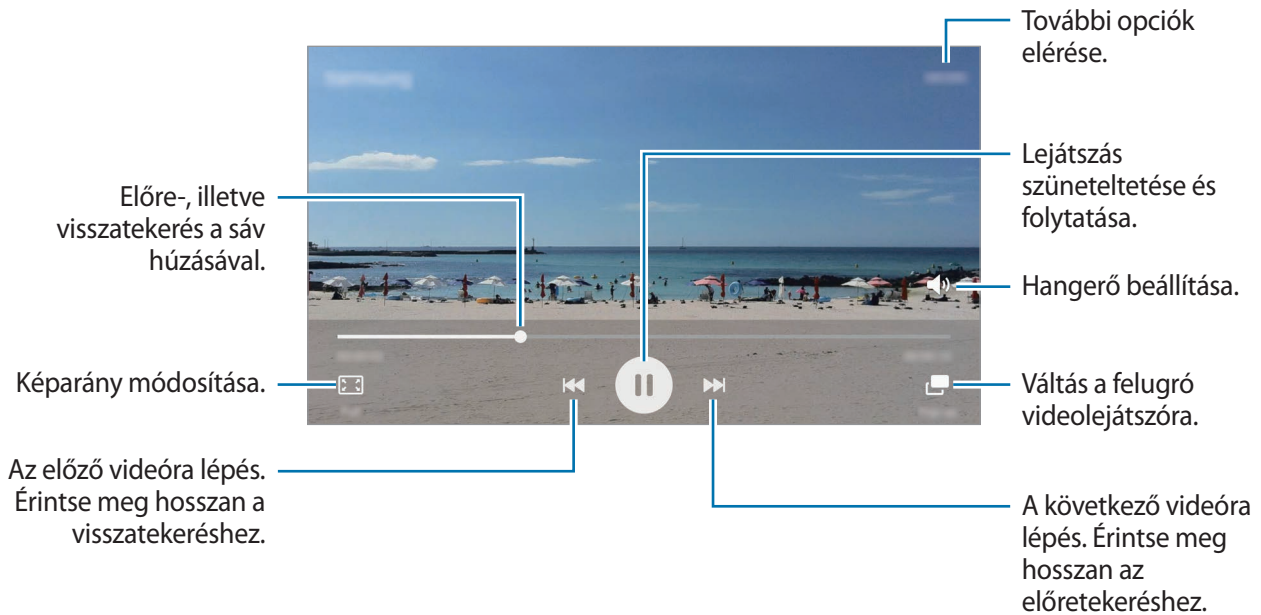 További opciók
elérése.
Lejátszás
szüneteltetése és
folytatása.
Előre-, illetve
visszatekerés a sáv
húzásával.
Hangerő beállítása.
Képarány módosítása.
Váltás a felugró
videolejátszóra.
Az előző videóra lépés.
Érintse meg hosszan a
visszatekeréshez.
A következő videóra
lépés. Érintse meg
hosszan az
előretekeréshez.